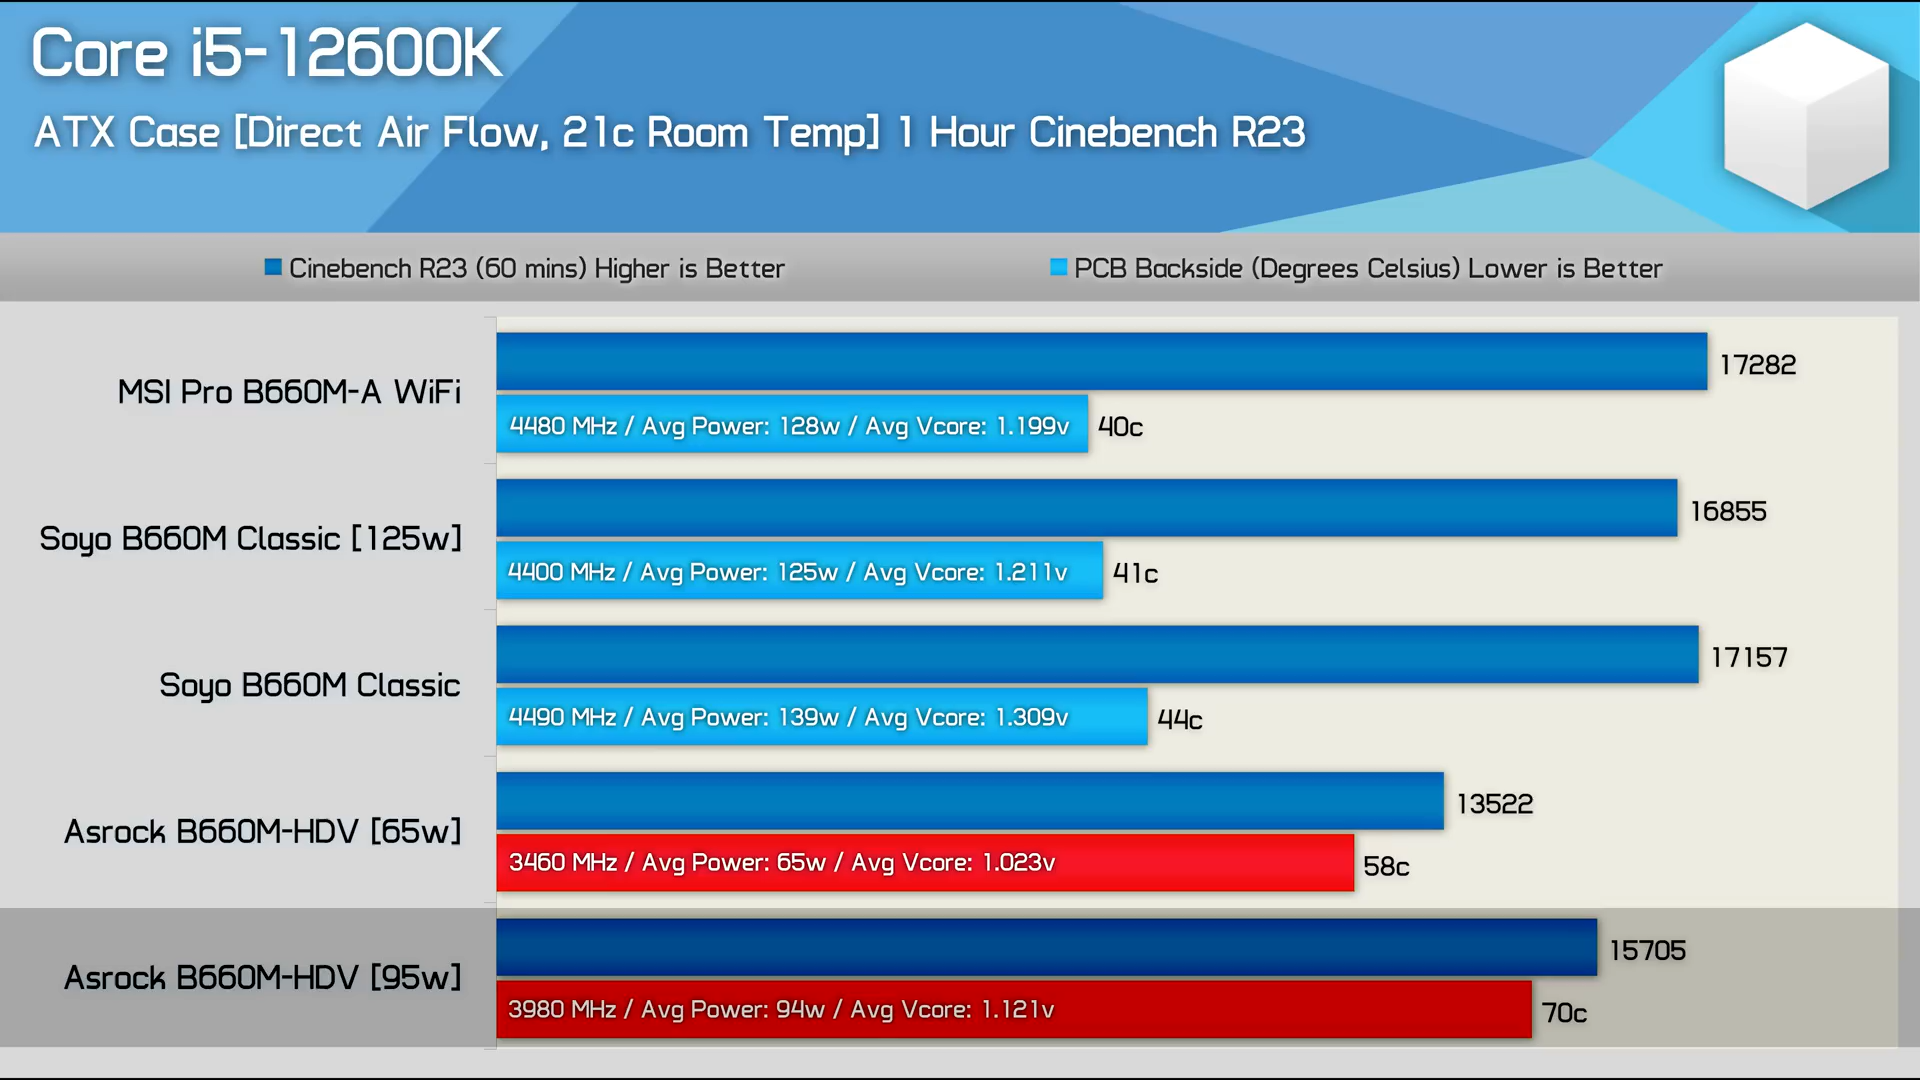 Core i5-12600K
ATX Case [Direct Air Flow, 21c Room Temp] 1 Hour Cinebench R23
Cinebench R23 (60 mins) Higher is Better
PCB Backside (Degrees Celsius) Lower is Better
MSI Pro B660M-A WiFi
17282
4480 MHz / Avg Power: 128w / Avg Vcore: 1.199v
40c
Soyo B660M Classic [125w]
16855
4400 MHz / Avg Power: 125w / Avg Vcore: 1.211v
41c
Soyo B660M Classic
17157
4490 MHz / Avg Power: 139w / Avg Vcore: 1.309v
44c
Asrock B660M-HDV [65w]
13522
3460 MHz / Avg Power: 65w / Avg Vcore: 1.023v
58c
Asrock B660M-HDV [95w]
15705
3980 MHz / Avg Power: 94w / Avg Vcore: 1.121v
70c